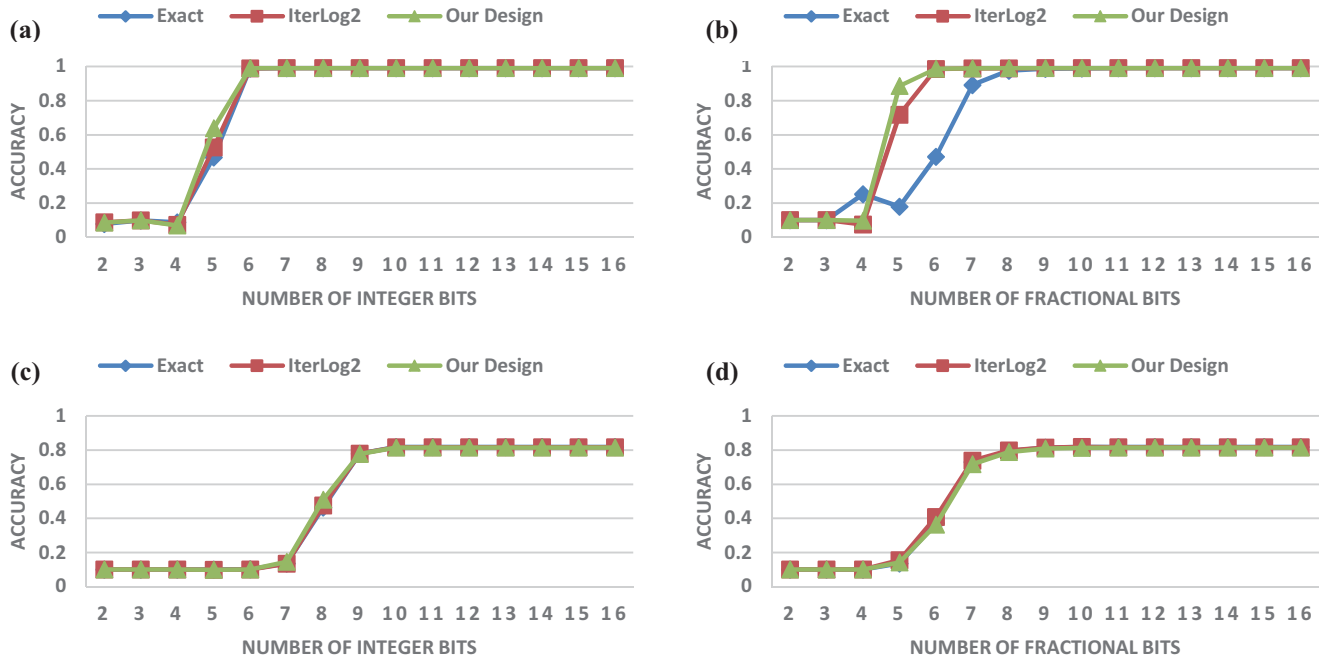 (a)
Exact IterLog2 Our Design
1
0.8
0.6
0.4
0.2
0
ACCURACY
2 3 4 5 6 7 8 9 10 11 12 13 14 15 16
NUMBER OF INTEGER BITS
(b)
Exact IterLog2 Our Design
1
0.8
0.6
0.4
0.2
0
ACCURACY
2 3 4 5 6 7 8 9 10 11 12 13 14 15 16
NUMBER OF FRACTIONAL BITS
(c)
Exact IterLog2 Our Design
1
0.8
0.6
0.4
0.2
0
ACCURACY
2 3 4 5 6 7 8 9 10 11 12 13 14 15 16
NUMBER OF INTEGER BITS
(d)
Exact IterLog2 Our Design
1
0.8
0.6
0.4
0.2
0
ACCURACY
2 3 4 5 6 7 8 9 10 11 12 13 14 15 16
NUMBER OF FRACTIONAL BITS